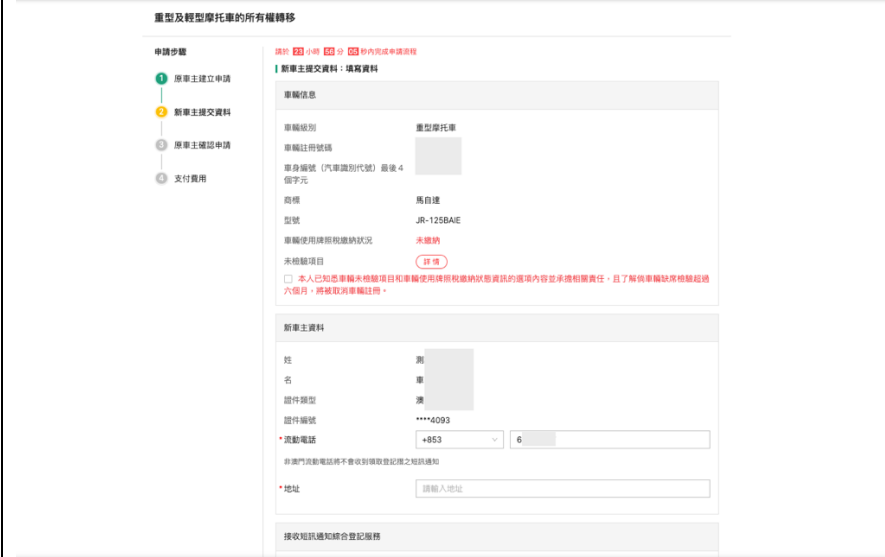 重型及輕型摩托車的所有權轉移
申請步驟
1 原車主建立申請
2 新車主提交資料
3 原車主確認申請
4 支付費用
請於 23 小時 56 分 05 秒內完成申請流程
新車主提交資料：填寫資料
車輛信息
車輛級別 重型摩托車
車輛註冊號碼
車身編號（汽車識別代號）最後 4
個字元
商標 馬自達
型號 JR-125BAIE
車輛使用牌照稅繳納狀況 未繳納
未檢驗項目 詳 情
本人已知悉車輛未檢驗項目和車輛使用牌照稅繳納狀態資訊的選項內容並承擔相關責任，且了解倘車輛缺席檢驗超過
六個月，將被取消車輛註冊。
新車主資料
姓 測
名 車
證件類型 澳
證件編號 ****4093
*流動電話 +853 6
非澳門流動電話將不會收到領取登記摺之短訊通知
*地址 請輸入地址
接收短訊通知綜合登記服務